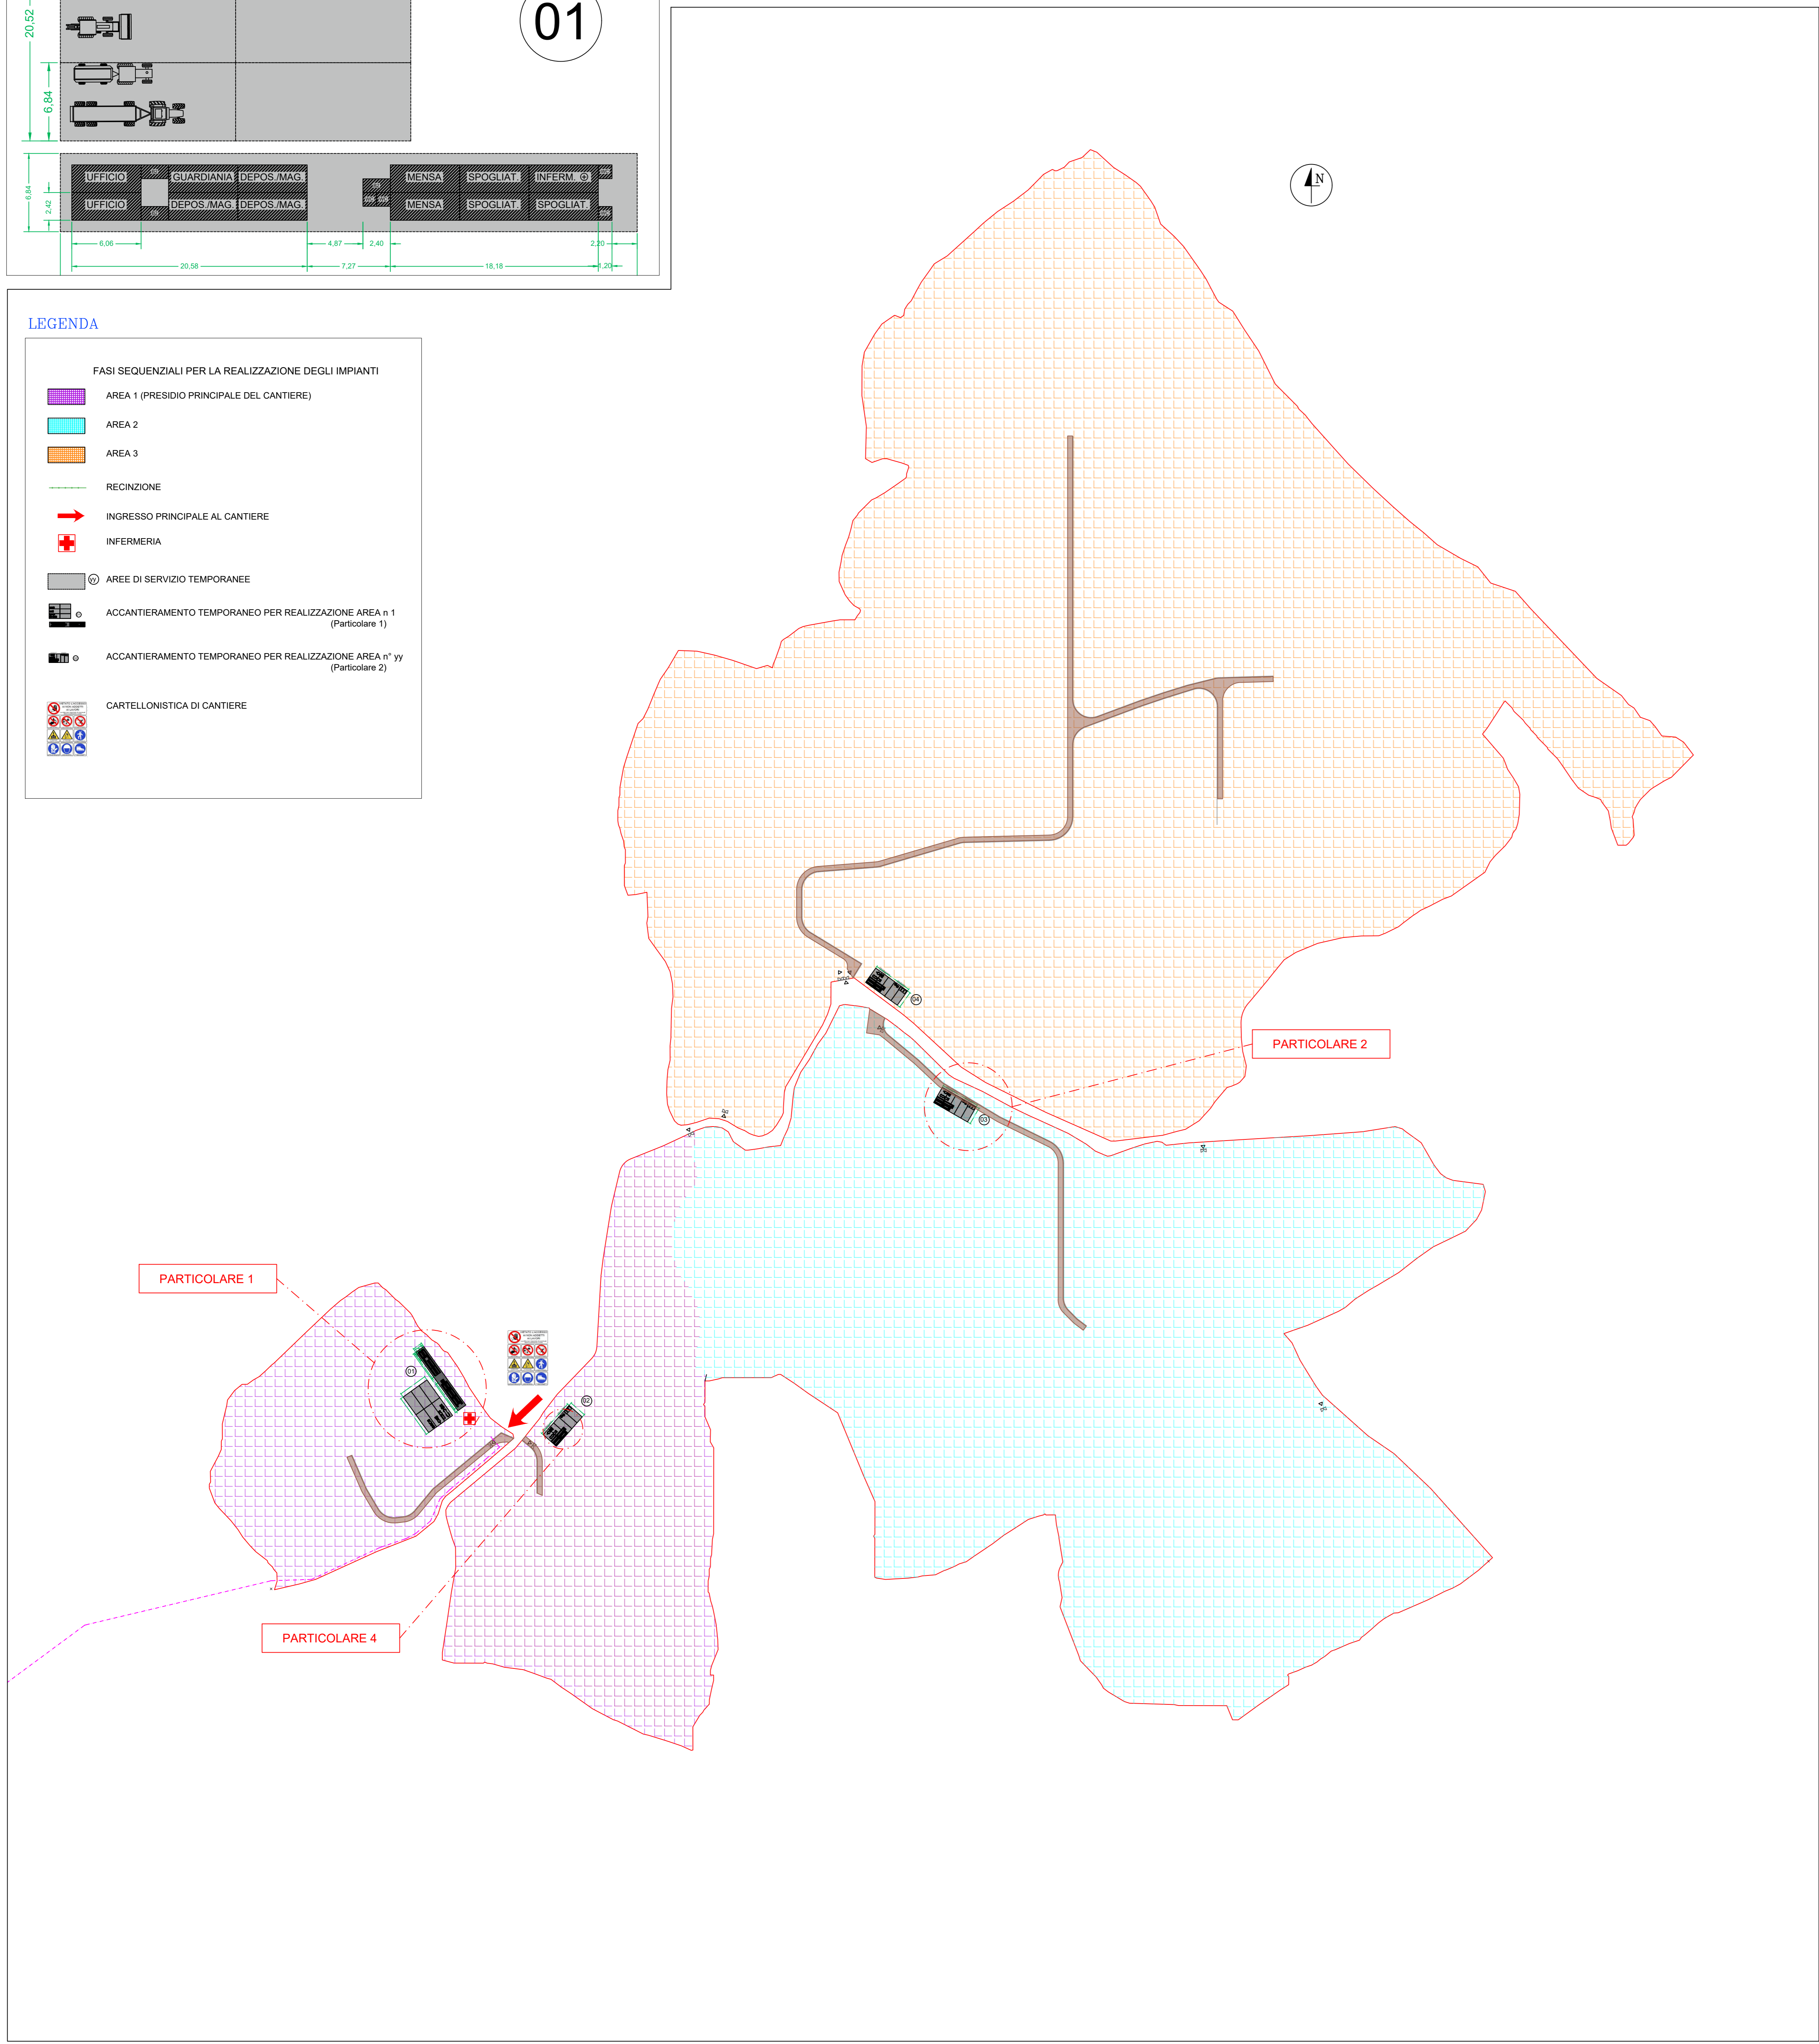 01
20,52
6,84
6,84
2,42
UFFICIO
GUARDIANIA
DEPOS./MAG.
MENSA
SPOGLIAT.
INFERM.
UFFICIO
DEPOS./MAG.
DEPOS./MAG.
MENSA
SPOGLIAT.
SPOGLIAT.
6,06
4,87
2,40
2,20
20,58
7,27
18,18
1,20
N
LEGENDA
FASI SEQUENZIALI PER LA REALIZZAZIONE DEGLI IMPIANTI
AREA 1 (PRESIDIO PRINCIPALE DEL CANTIERE)
AREA 2
AREA 3
RECINZIONE
INGRESSO PRINCIPALE AL CANTIERE
INFERMERIA
yy AREE DI SERVIZIO TEMPORANEE
ACCANTIERAMENTO TEMPORANEO PER REALIZZAZIONE AREA n 1
(Particolare 1)
ACCANTIERAMENTO TEMPORANEO PER REALIZZAZIONE AREA n° yy
(Particolare 2)
CARTELLONISTICA DI CANTIERE
04
PARTICOLARE 2
03
PARTICOLARE 1
01
02
PARTICOLARE 4